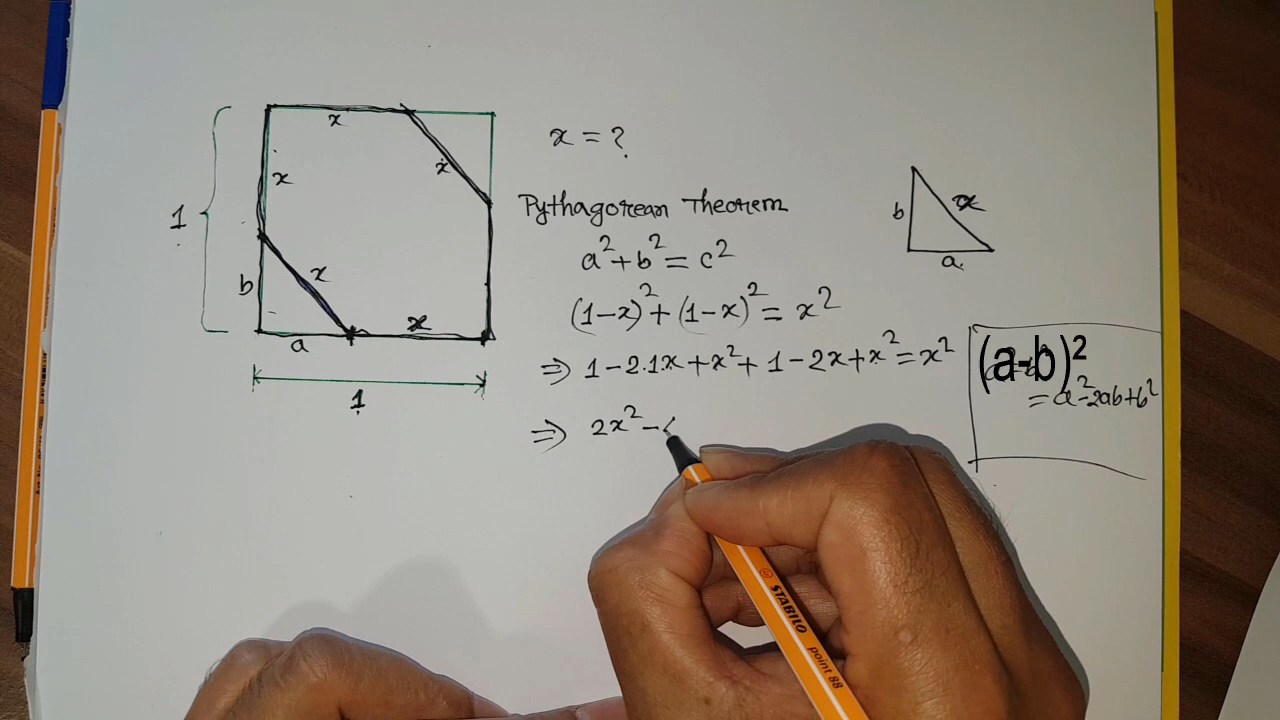 x
x
x
x
x
b
a
1
1
x = ?
Pythagorean Theorem
a² + b² = c²
(1-x)² + (1-x)² = x²
⇒ 1-2.1x+x²+1-2x+x² = x²
⇒ 2x² -
b
x
a
(a-b)²
= a²-2ab+b²
STABILO
point 88